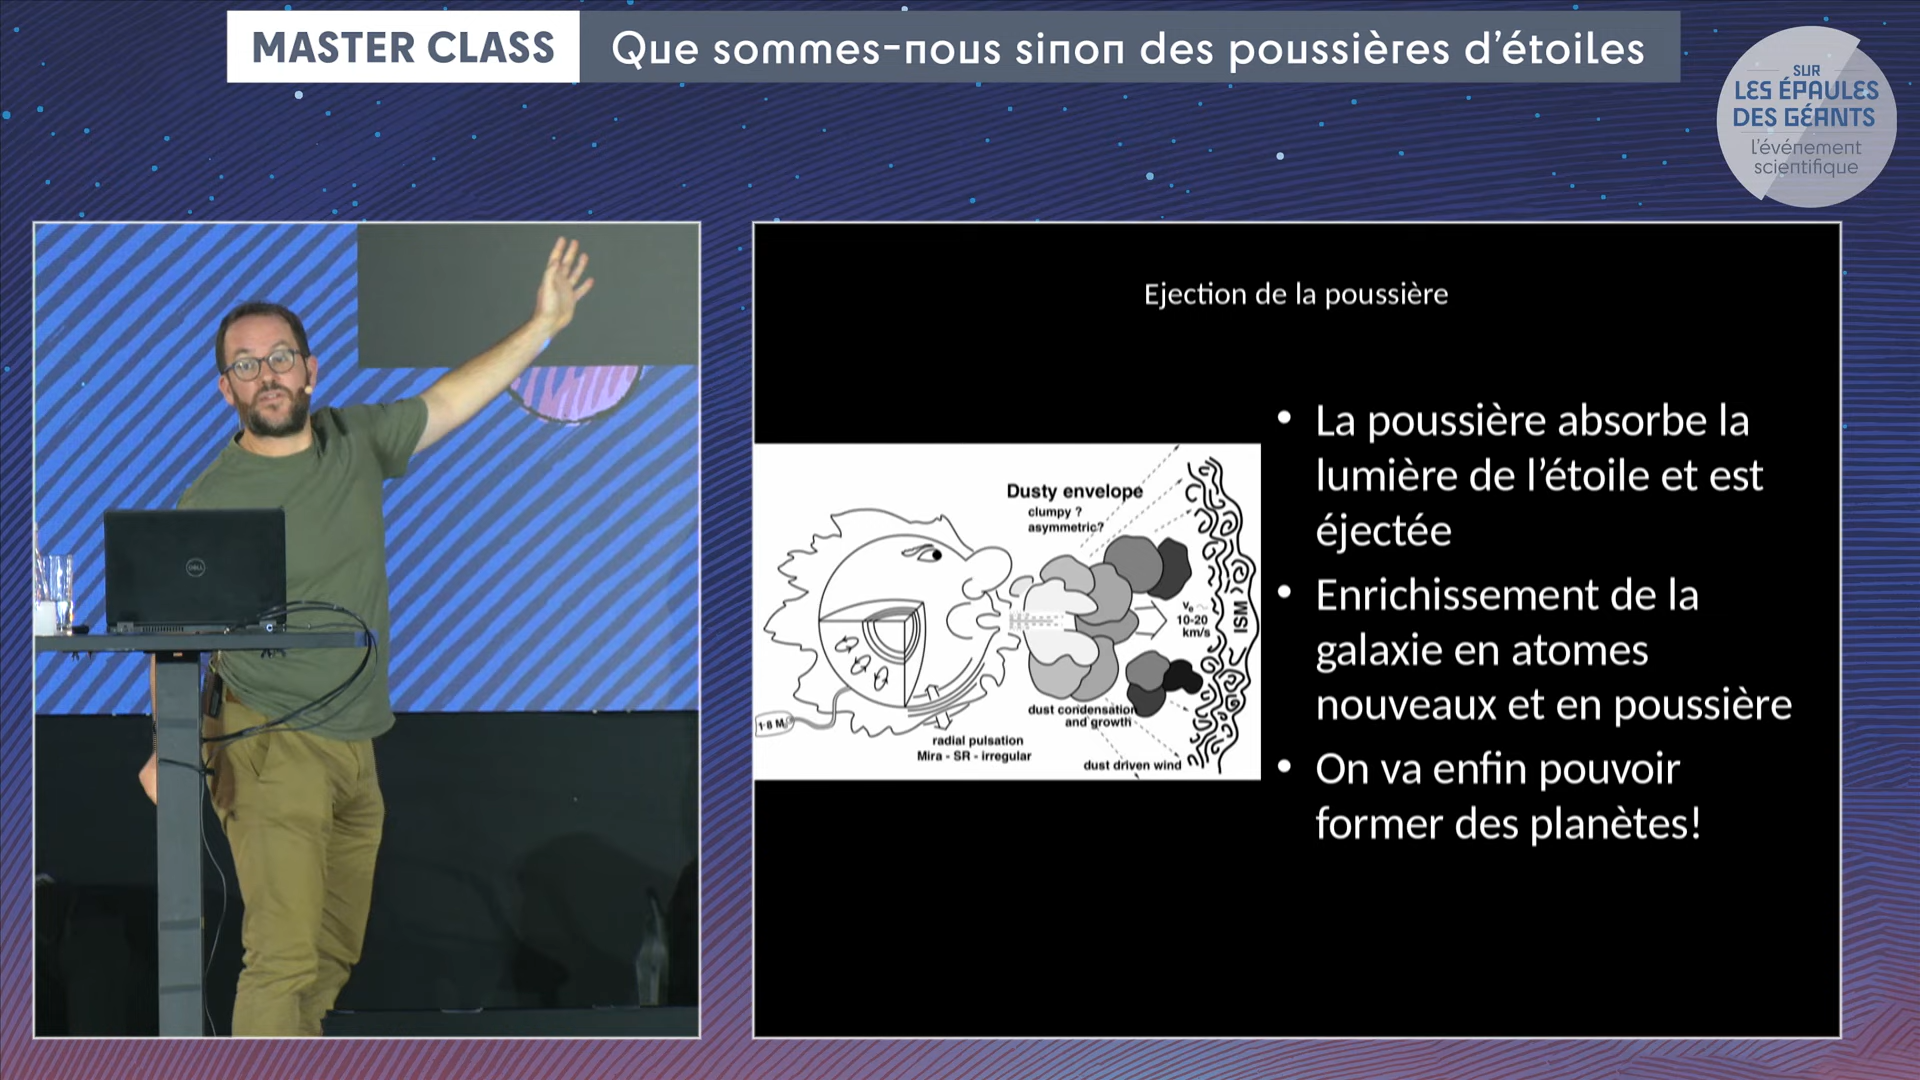 MASTER CLASS
Que sommes-nous sinon des poussières d'étoiles
SUR
LES ÉPAULES
DES GÉANTS
l'événement
scientifique
Ejection de la poussière
La poussière absorbe la
lumière de l'étoile et est
éjectée
Enrichissement de la
galaxie en atomes
nouveaux et en poussière
On va enfin pouvoir
former des planètes!
Dusty envelope
clumpy ?
asymmetric?
ve
10-20
km/s
ISM
dust condensation
and growth
radial pulsation
Mira - SR - irregular
dust driven wind
DELL